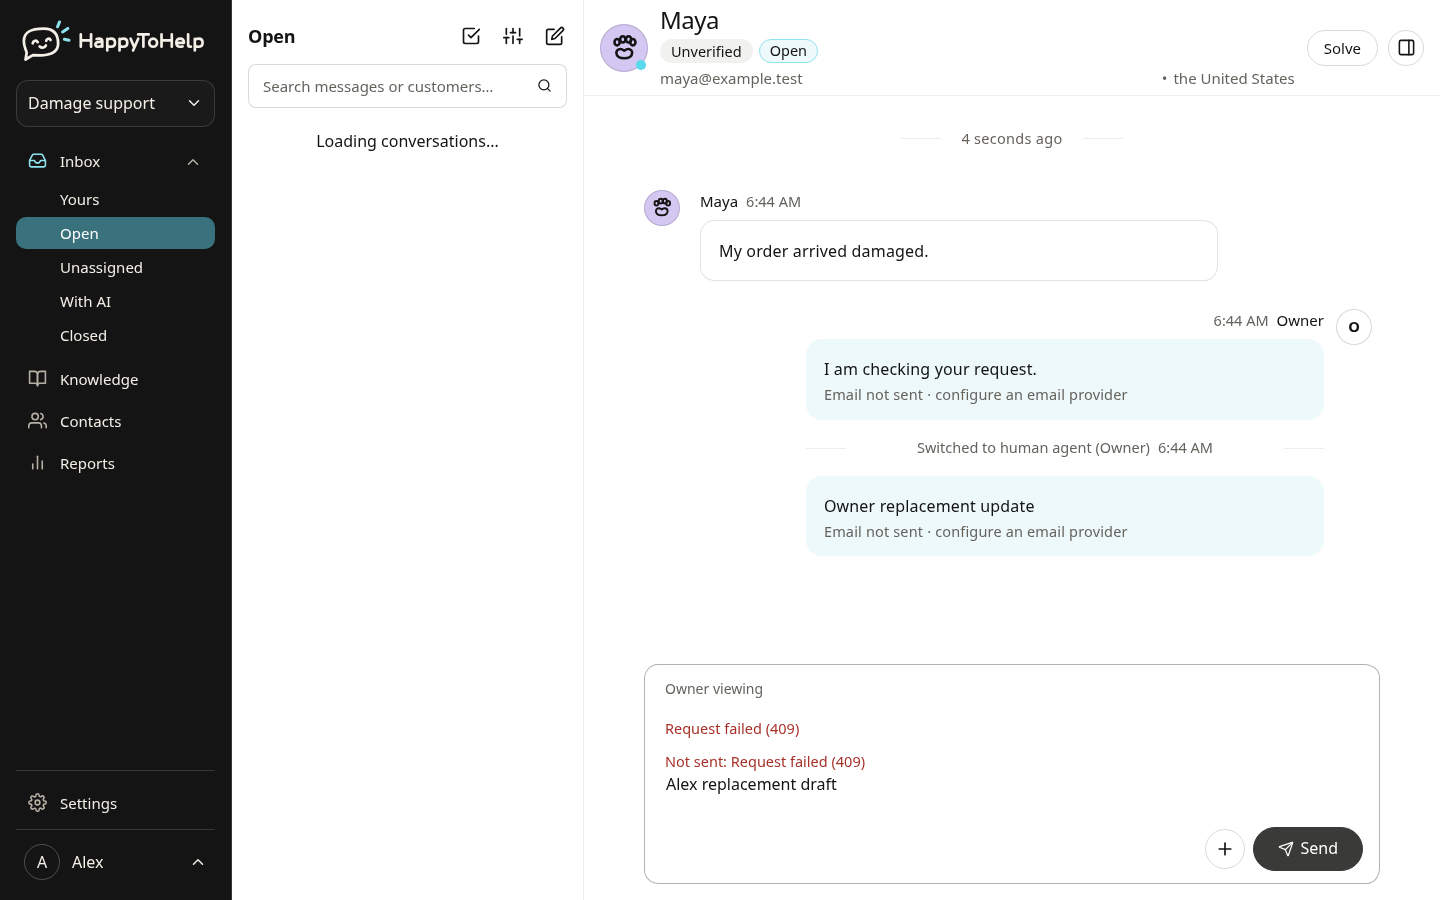 HappyToHelp
Damage support
Inbox
Yours
Open
Unassigned
With AI
Closed
Knowledge
Contacts
Reports
Settings
A Alex
Open
Search messages or customers...
Loading conversations...
Maya
Unverified Open
maya@example.test • the United States
Solve
4 seconds ago
Maya 6:44 AM
My order arrived damaged.
6:44 AM Owner O
I am checking your request.
Email not sent · configure an email provider
Switched to human agent (Owner) 6:44 AM
Owner replacement update
Email not sent · configure an email provider
Owner viewing
Request failed (409)
Not sent: Request failed (409)
Alex replacement draft
Send